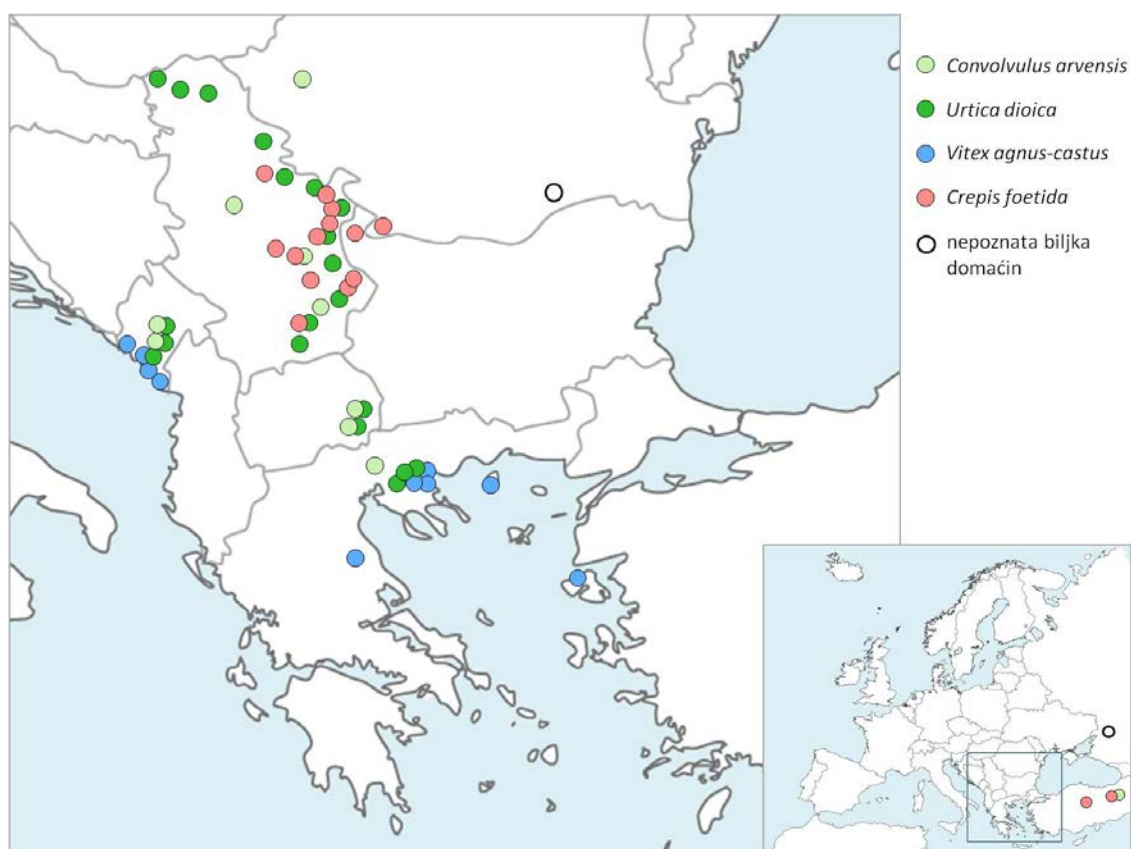 Convolvulus arvensis
Urtica dioica
Vitex agnus-castus
Crepis foetida
nepoznata biljka
domaćin